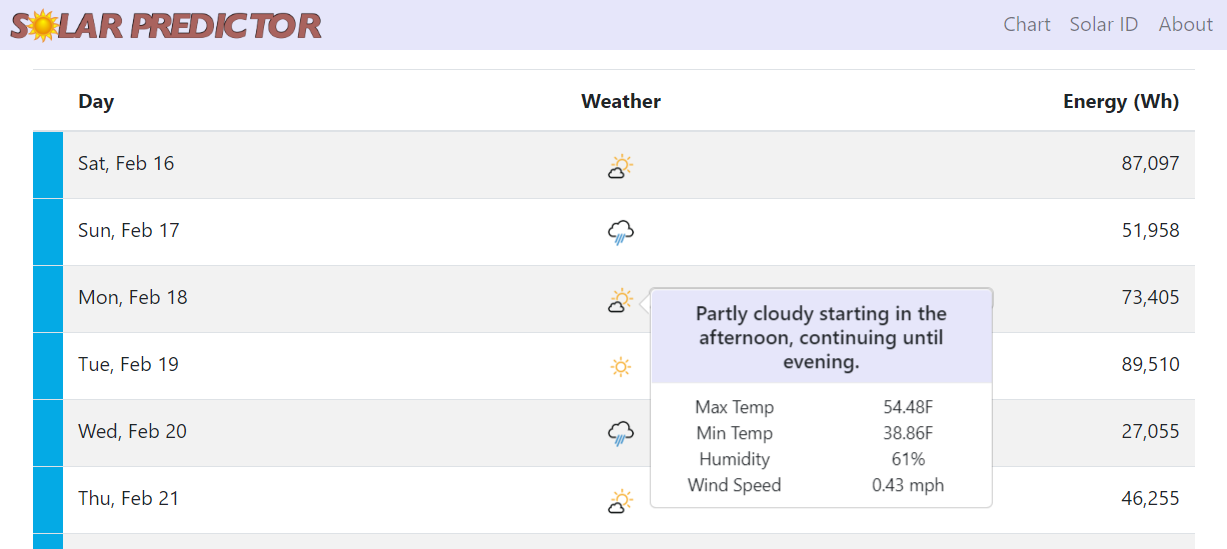 SOLAR PREDICTOR
Chart Solar ID About
Day Weather Energy (Wh)
Sat, Feb 16 87,097
Sun, Feb 17 51,958
Mon, Feb 18 73,405
Partly cloudy starting in the
afternoon, continuing until
evening.
Max Temp 54.48F
Min Temp 38.86F
Humidity 61%
Wind Speed 0.43 mph
Tue, Feb 19 89,510
Wed, Feb 20 27,055
Thu, Feb 21 46,255